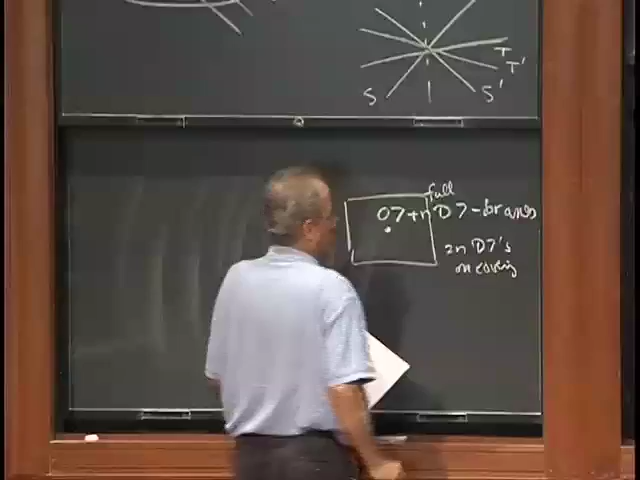 T
T'
S
S'
full
O7+n D7-branes
2n D7's
on covering